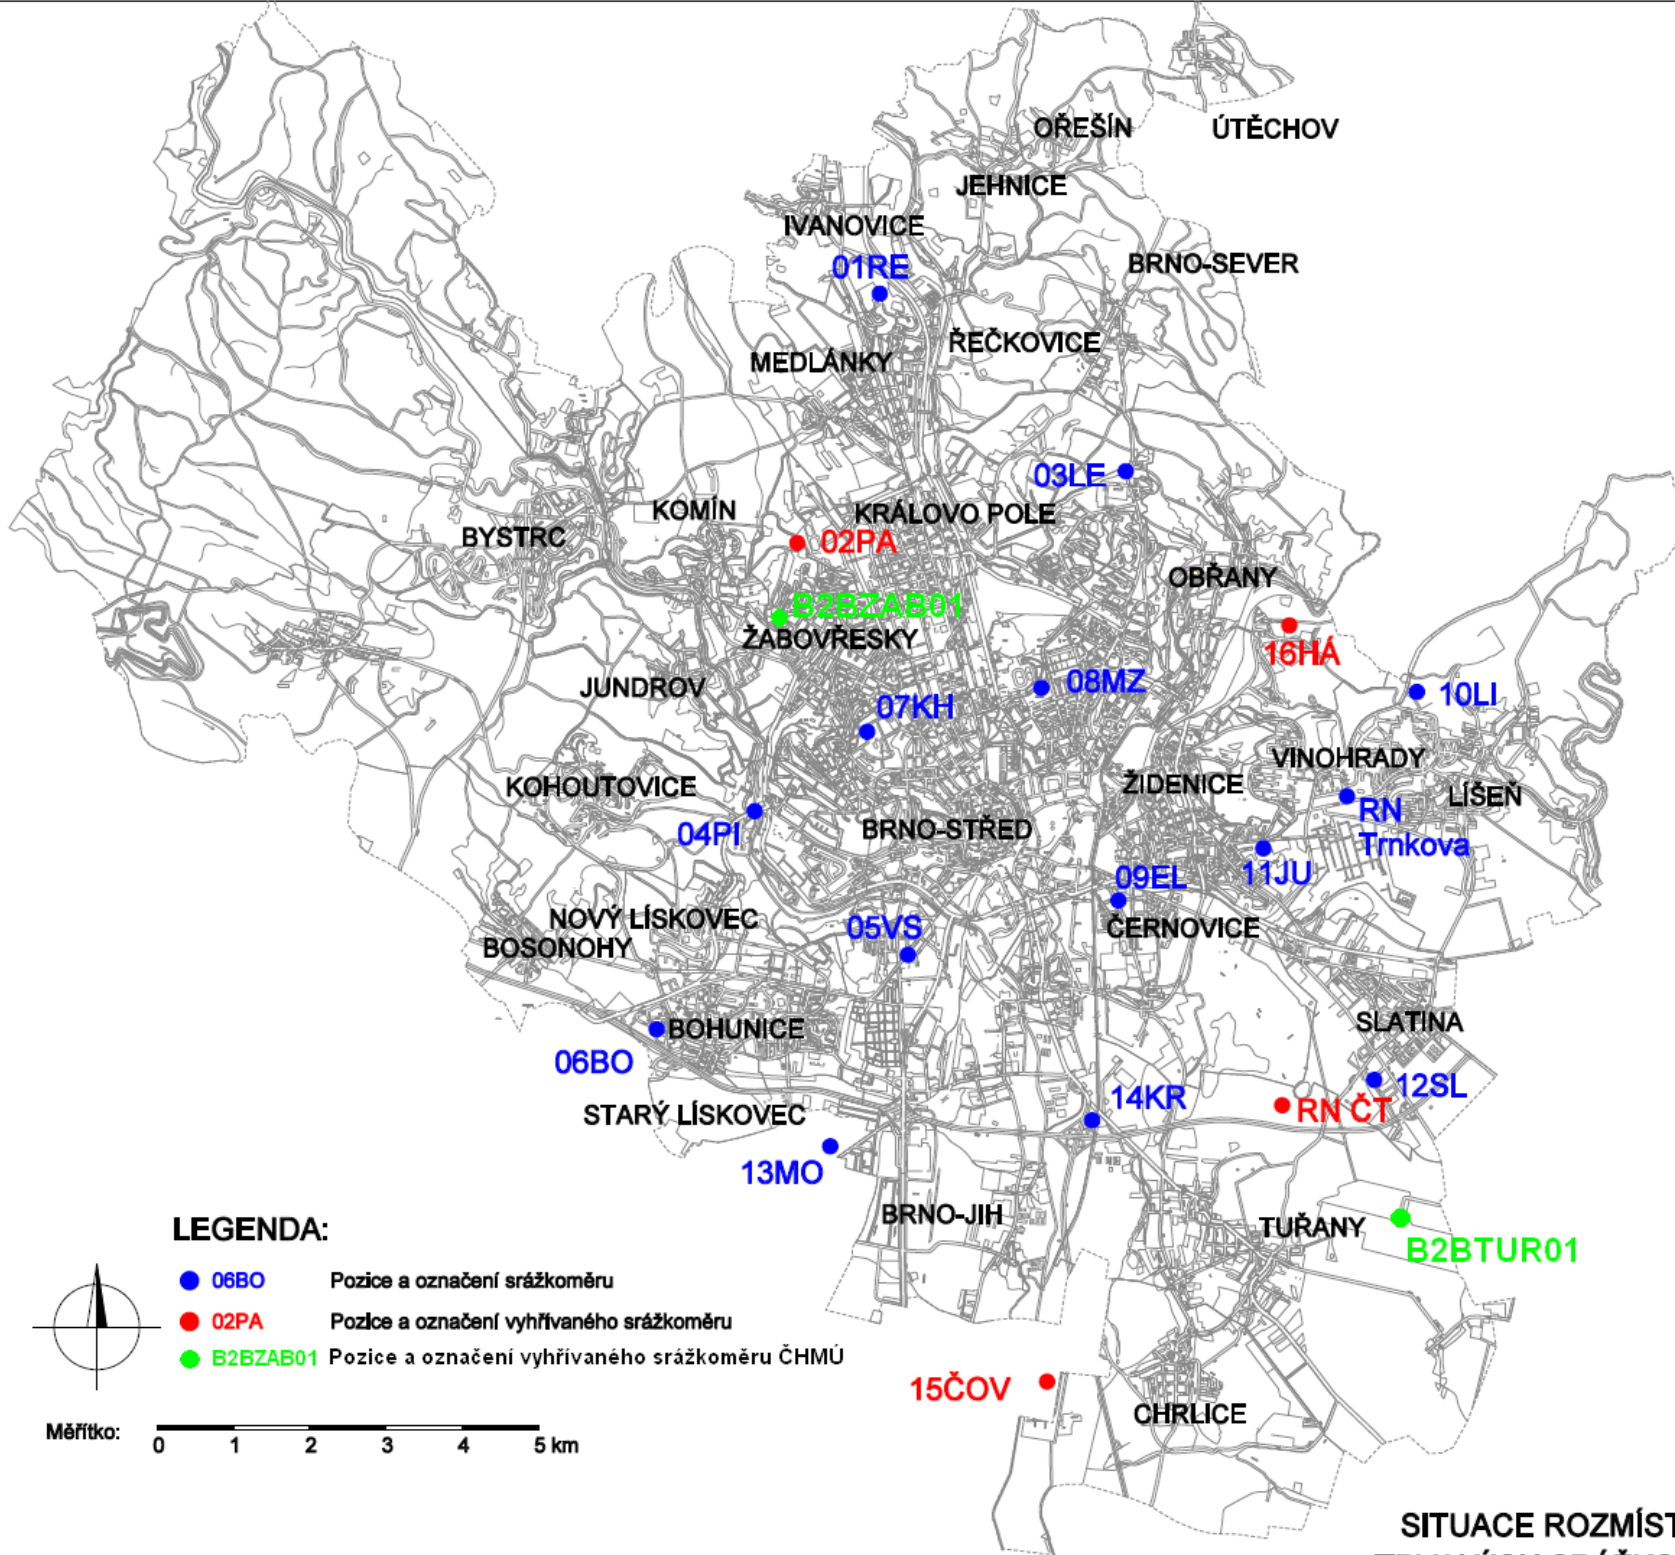 OŘEŠÍN
ÚTĚCHOV
JEHNICE
IVANOVICE
BRNO-SEVER
01RE
ŘEČKOVICE
MEDLÁNKY
03LE
KOMÍN
KRÁLOVO POLE
BYSTRC
02PA
OBŘANY
B2BZAB01
ŽABOVŘESKY
16HÁ
JUNDROV
08MZ
10LI
07KH
VINOHRADY
KOHOUTOVICE
ŽIDENICE
LÍŠEŇ
RN
Trnkova
04PI
BRNO-STŘED
11JU
09EL
NOVÝ LÍSKOVEC
05VS
ČERNOVICE
BOSONOHY
SLATINA
BOHUNICE
06BO
12SL
14KR
RN ČT
STARÝ LÍSKOVEC
13MO
BRNO-JIH
TUŘANY
B2BTUR01
LEGENDA:
06BO Pozice a označení srážkoměru
02PA Pozice a označení vyhřívaného srážkoměru
B2BZAB01 Pozice a označení vyhřívaného srážkoměru ČHMÚ
15ČOV
CHRLICE
Měřítko:
0 1 2 3 4 5 km
SITUACE ROZMÍST